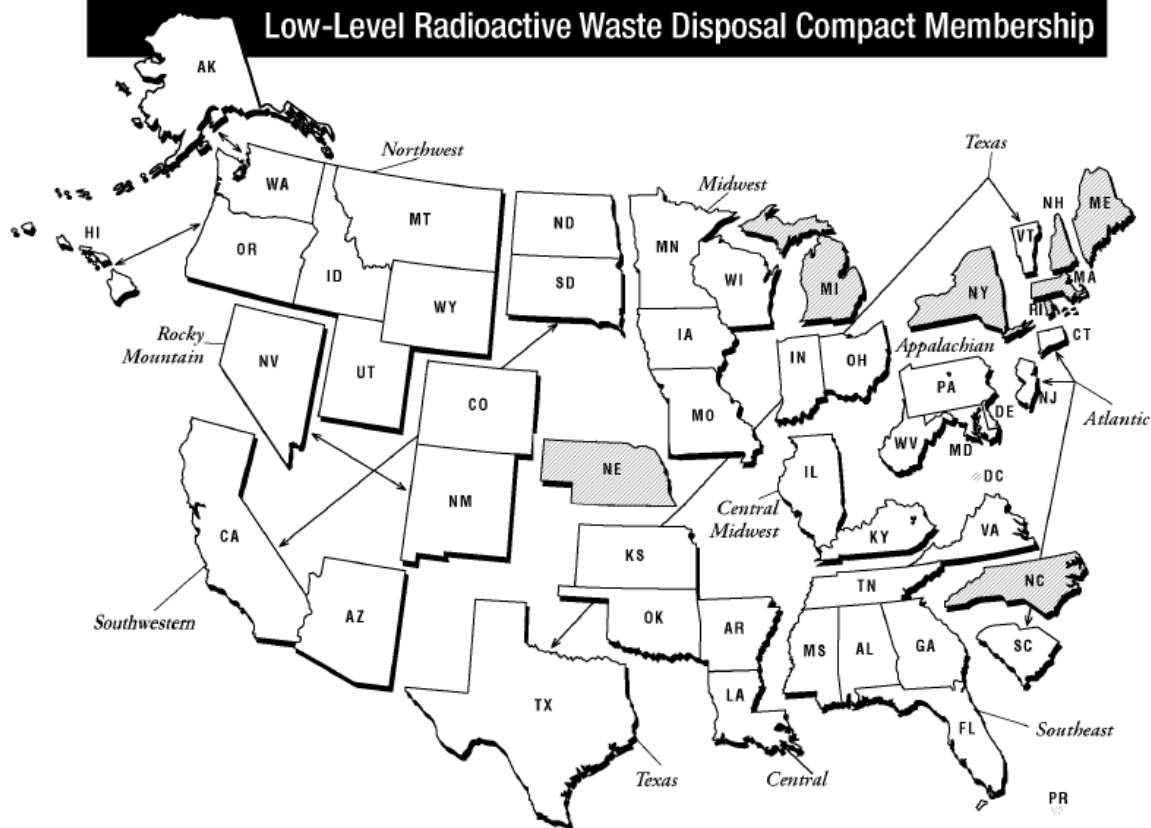 Low-Level Radioactive Waste Disposal Compact Membership
AK
Northwest
Texas
WA
MT
ND
Midwest
NH
ME
HI
OR
ID
MN
VT
SD
WI
MI
NY
MA
WY
RI
Rocky
Mountain
NV
UT
IA
IN
OH
Appalachian
CT
CO
MO
PA
NJ
DE
Atlantic
WV
MD
NE
IL
DC
NM
Central
Midwest
CA
KS
KY
VA
AZ
TN
NC
Southwestern
OK
AR
MS
AL
GA
SC
TX
LA
FL
Southeast
Texas
Central
PR